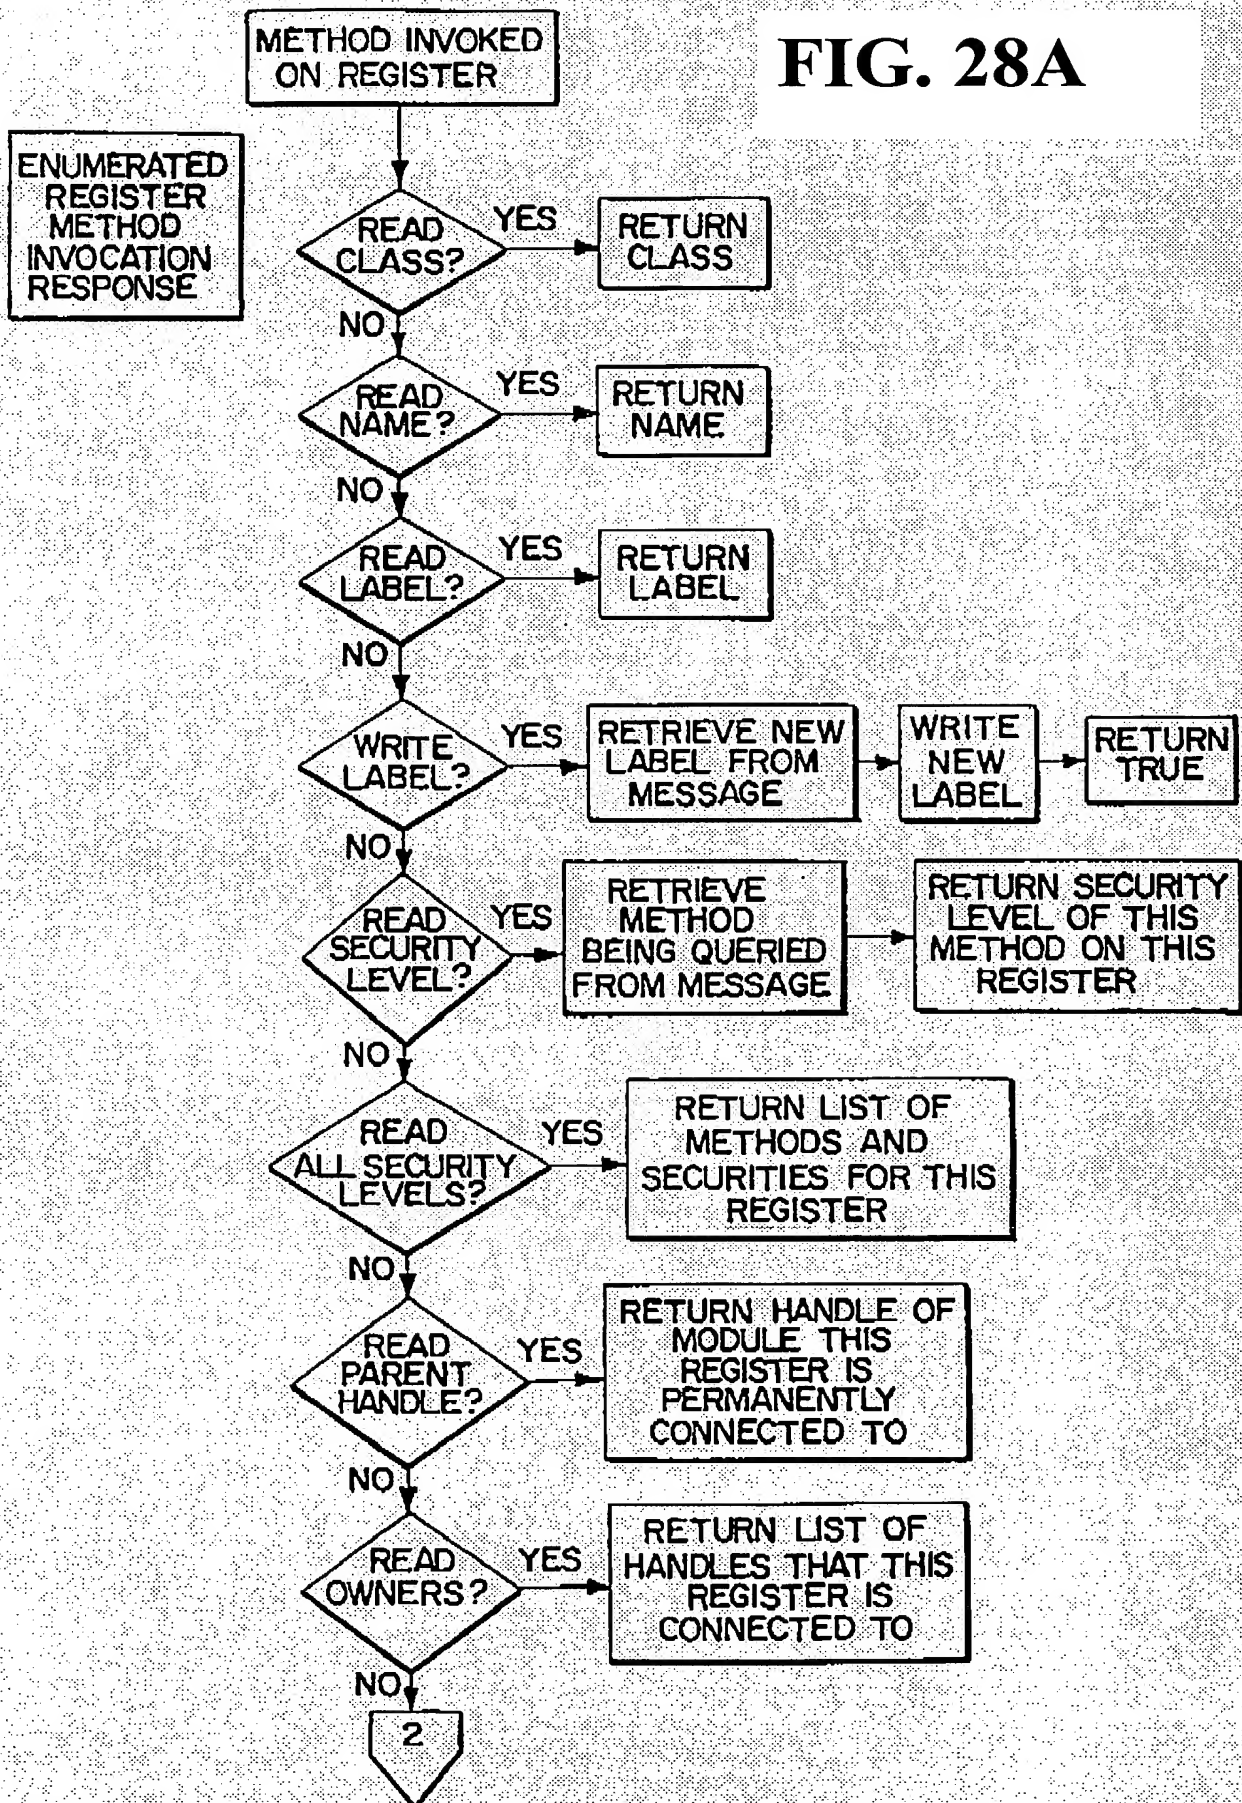 METHOD INVOKED
ON REGISTER
FIG. 28A
ENUMERATED
REGISTER
METHOD
INVOCATION
RESPONSE
READ
CLASS?
YES
RETURN
CLASS
NO
READ
NAME?
YES
RETURN
NAME
NO
READ
LABEL?
YES
RETURN
LABEL
NO
WRITE
LABEL?
YES
RETRIEVE NEW
LABEL FROM
MESSAGE
WRITE
NEW
LABEL
RETURN
TRUE
NO
READ
SECURITY
LEVEL?
YES
RETRIEVE
METHOD
BEING QUERIED
FROM MESSAGE
RETURN SECURITY
LEVEL OF THIS
METHOD ON THIS
REGISTER
NO
READ
ALL SECURITY
LEVELS?
YES
RETURN LIST OF
METHODS AND
SECURITIES FOR THIS
REGISTER
NO
READ
PARENT
HANDLE?
YES
RETURN HANDLE OF
MODULE THIS
REGISTER IS
PERMANENTLY
CONNECTED TO
NO
READ
OWNERS?
YES
RETURN LIST OF
HANDLES THAT THIS
REGISTER IS
CONNECTED TO
NO
2